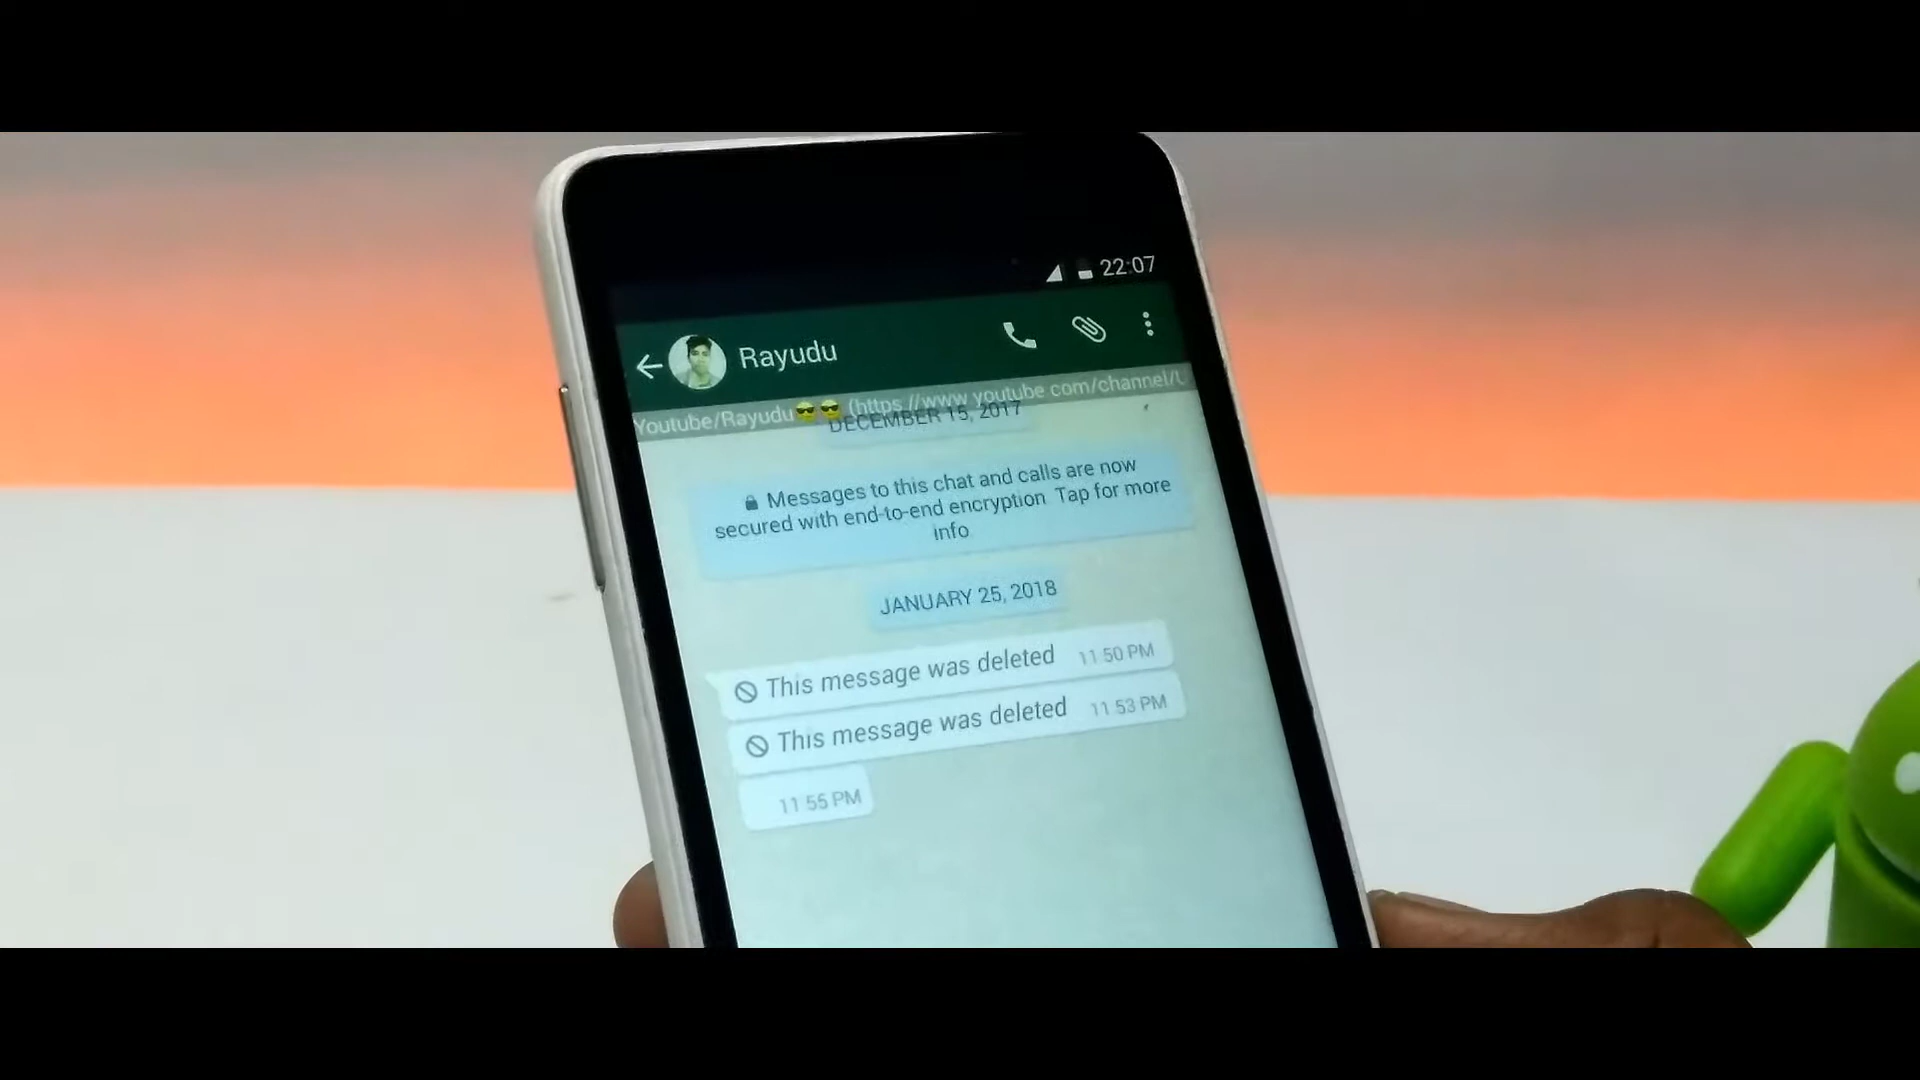 22:07
Rayudu
Youtube/Rayudu😎😎 (https //www youtube com/channel/U
DECEMBER 15, 2017
Messages to this chat and calls are now
secured with end-to-end encryption Tap for more
info
JANUARY 25, 2018
This message was deleted 11 50 PM
This message was deleted 11 53 PM
11 55 PM